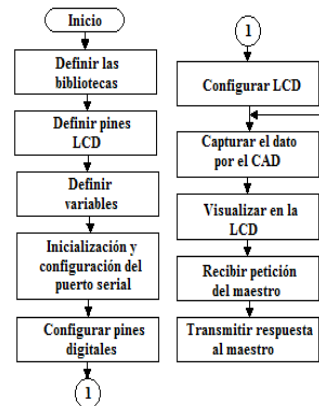 Inicio
Definir las
bibliotecas
Definir pines
LCD
Definir
variables
Inicialización y
configuración del
puerto serial
Configurar pines
digitales
1
1
Configurar LCD
Capturar el dato
por el CAD
Visualizar en la
LCD
Recibir petición
del maestro
Transmitir respuesta
al maestro